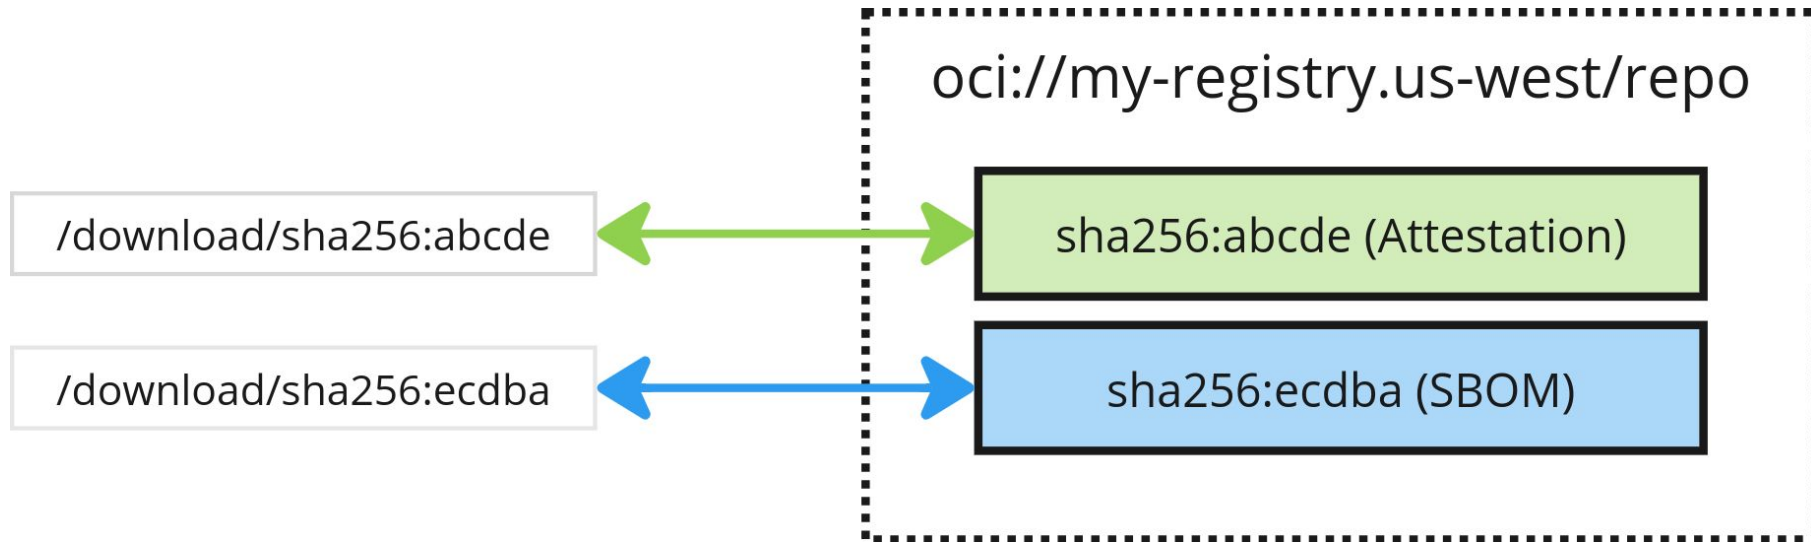 oci://my-registry.us-west/repo
/download/sha256:abcde
sha256:abcde (Attestation)
/download/sha256:ecdba
sha256:ecdba (SBOM)